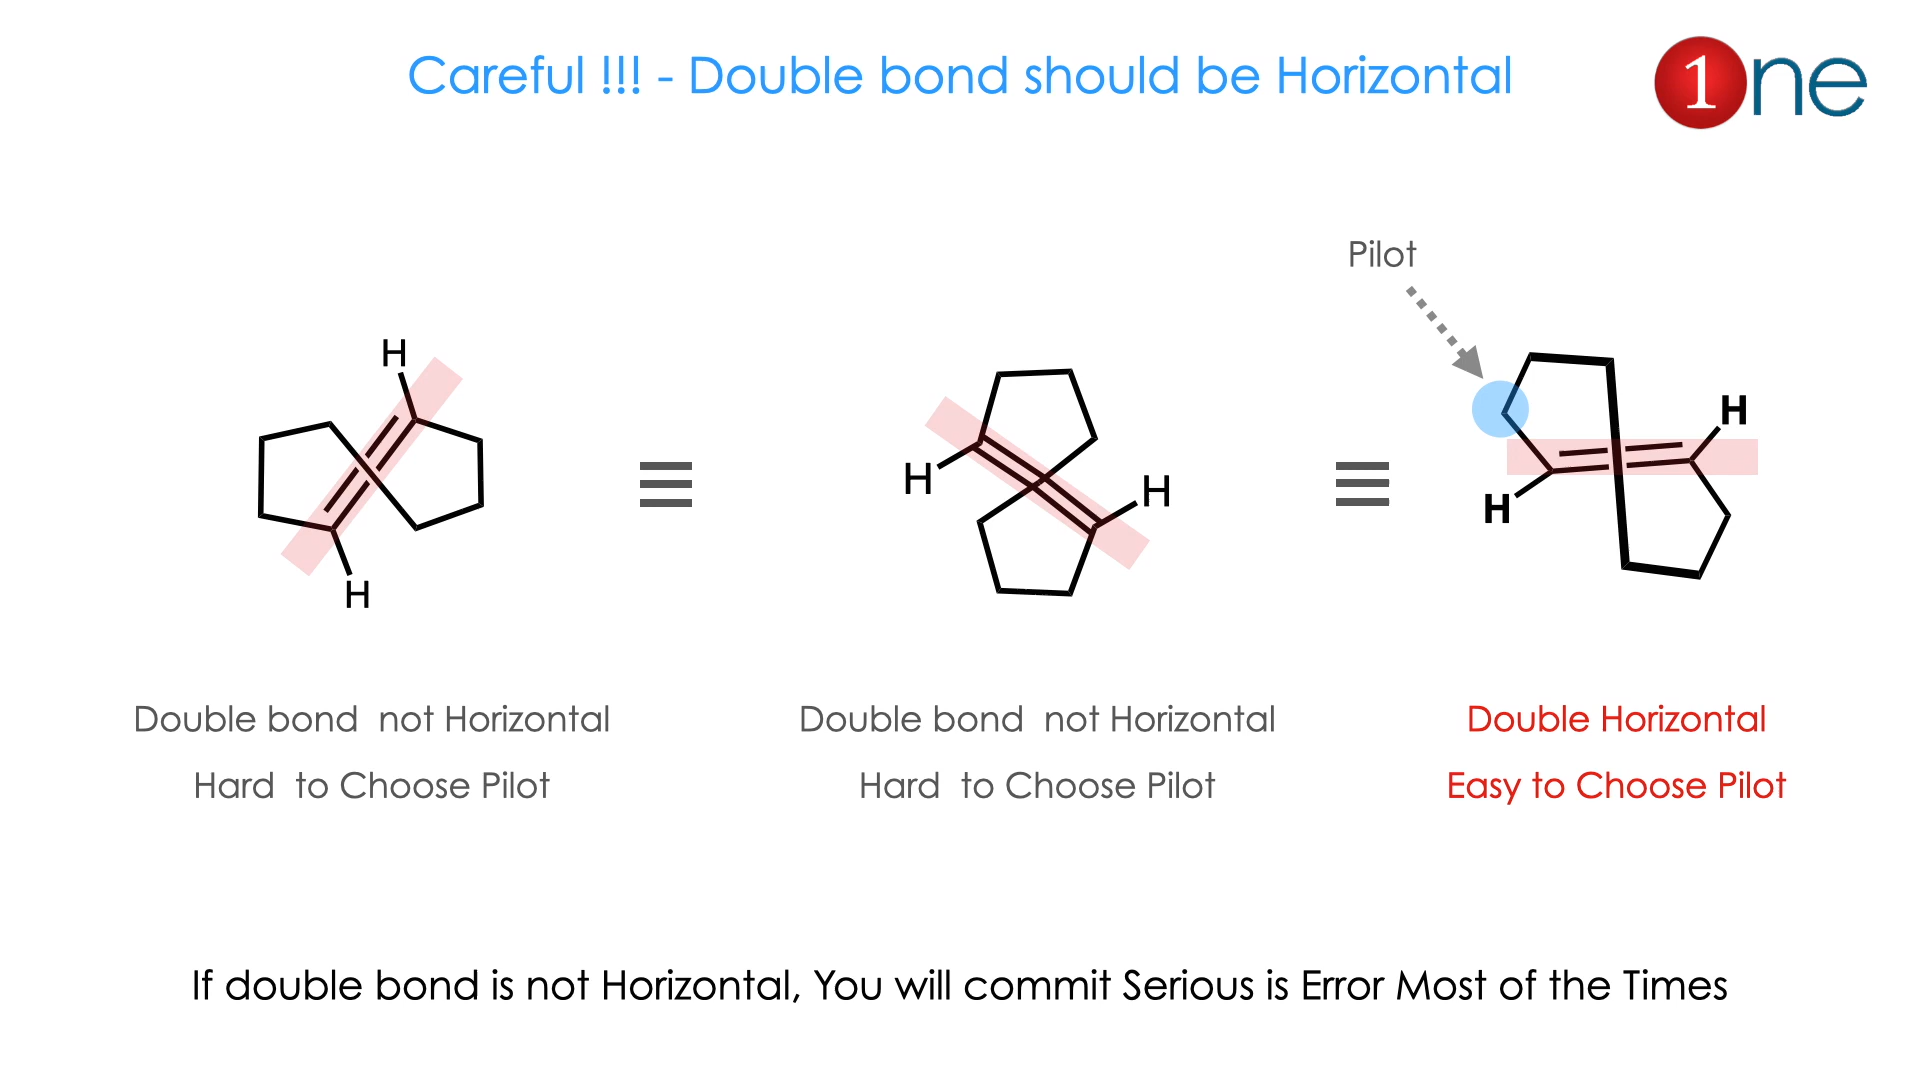 Careful !!! - Double bond should be Horizontal
1ne
Pilot
H
H
H
H
H
H
Double bond not Horizontal
Hard to Choose Pilot
Double bond not Horizontal
Hard to Choose Pilot
Double Horizontal
Easy to Choose Pilot
If double bond is not Horizontal, You will commit Serious is Error Most of the Times